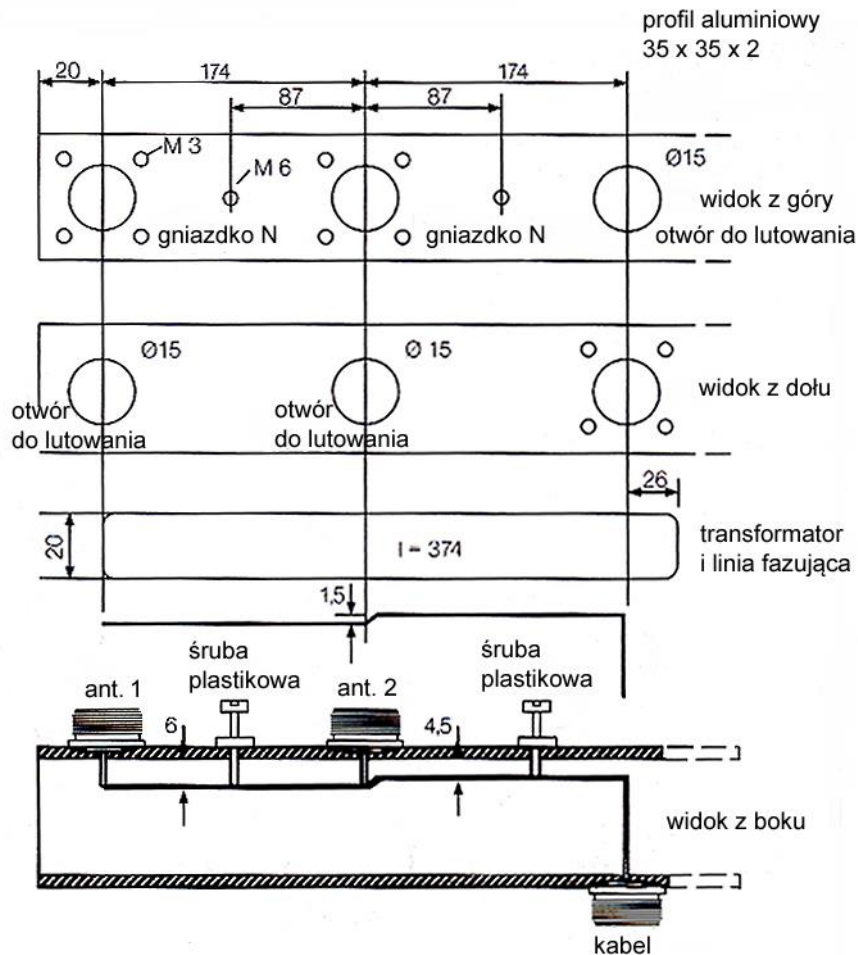 profil aluminiowy
35 x 35 x 2
20
174
174
87
87
M 3
M 6
Ø15
widok z góry
gniazdko N
gniazdko N
otwór do lutowania
Ø15
Ø 15
widok z dołu
otwór
do lutowania
otwór
do lutowania
26
20
l = 374
transformator
i linia fazująca
1,5
śruba
plastikowa
śruba
plastikowa
ant. 1
ant. 2
6
4,5
widok z boku
kabel